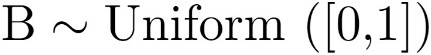 B ∼ Uniform ([0,1])